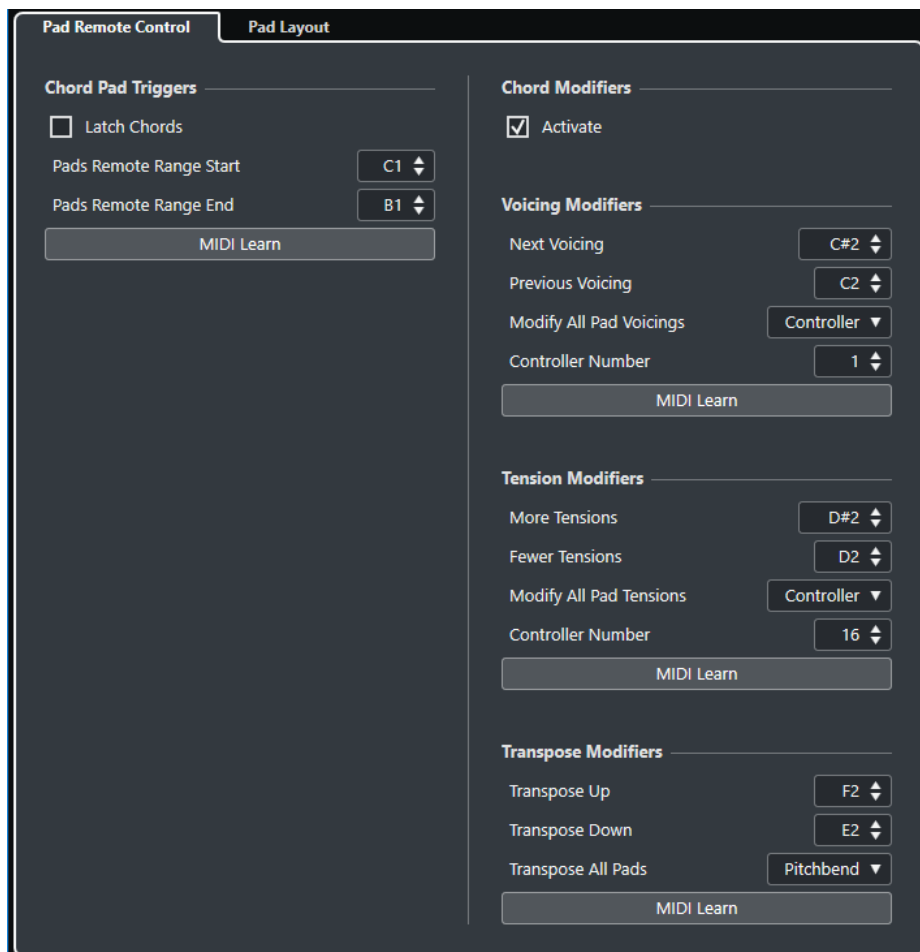 Pad Remote Control
Pad Layout
Chord Pad Triggers
Latch Chords
Pads Remote Range Start C1
Pads Remote Range End B1
MIDI Learn
Chord Modifiers
Activate
Voicing Modifiers
Next Voicing C#2
Previous Voicing C2
Modify All Pad Voicings Controller
Controller Number 1
MIDI Learn
Tension Modifiers
More Tensions D#2
Fewer Tensions D2
Modify All Pad Tensions Controller
Controller Number 16
MIDI Learn
Transpose Modifiers
Transpose Up F2
Transpose Down E2
Transpose All Pads Pitchbend
MIDI Learn